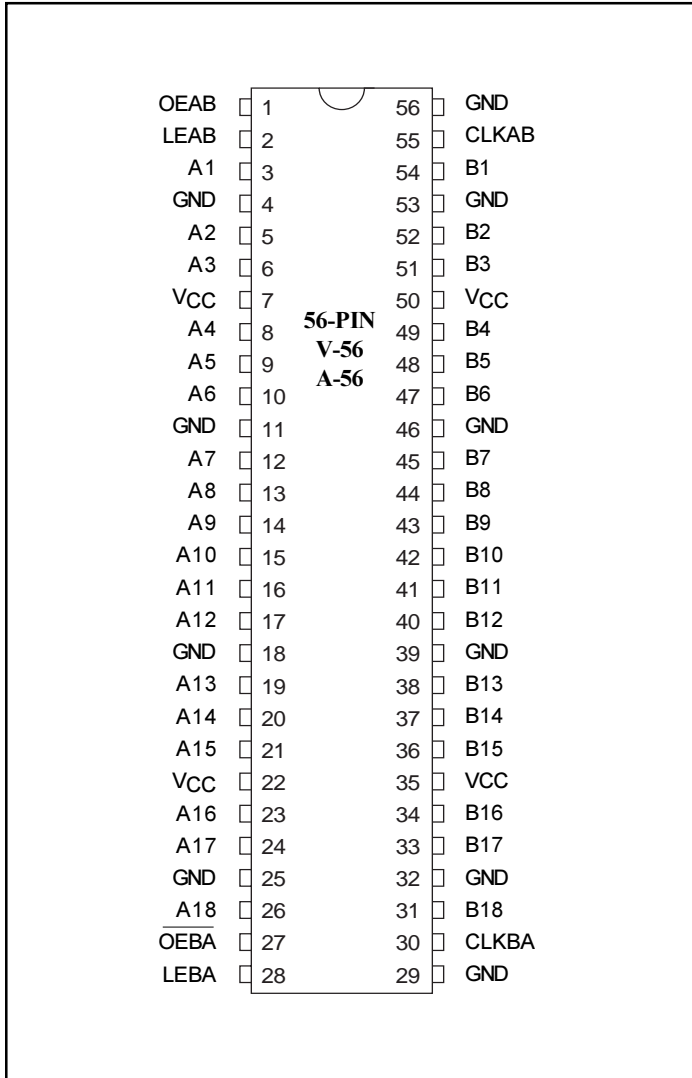 OEAB 1 56 GND
LEAB 2 55 CLKAB
A1 3 54 B1
GND 4 53 GND
A2 5 52 B2
A3 6 51 B3
VCC 7 50 VCC
56-PIN
A4 8 49 B4
V-56
A5 9 48 B5
A-56
A6 10 47 B6
GND 11 46 GND
A7 12 45 B7
A8 13 44 B8
A9 14 43 B9
A10 15 42 B10
A11 16 41 B11
A12 17 40 B12
GND 18 39 GND
A13 19 38 B13
A14 20 37 B14
A15 21 36 B15
VCC 22 35 VCC
A16 23 34 B16
A17 24 33 B17
GND 25 32 GND
A18 26 31 B18
OEBA 27 30 CLKBA
LEBA 28 29 GND